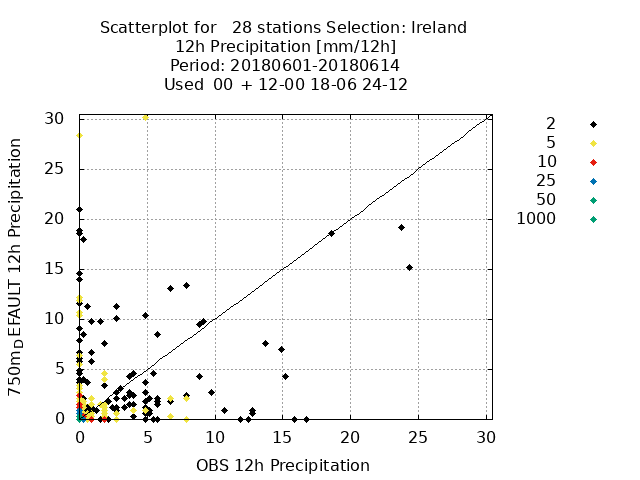 Scatterplot for   28 stations Selection: Ireland
12h Precipitation [mm/12h]
Period: 20180601-20180614
Used  00  + 12-00 18-06 24-12
30
25
20
15
10
5
0
0 5 10 15 20 25 30
750mDEFAULT 12h Precipitation
OBS 12h Precipitation
2
5
10
25
50
1000